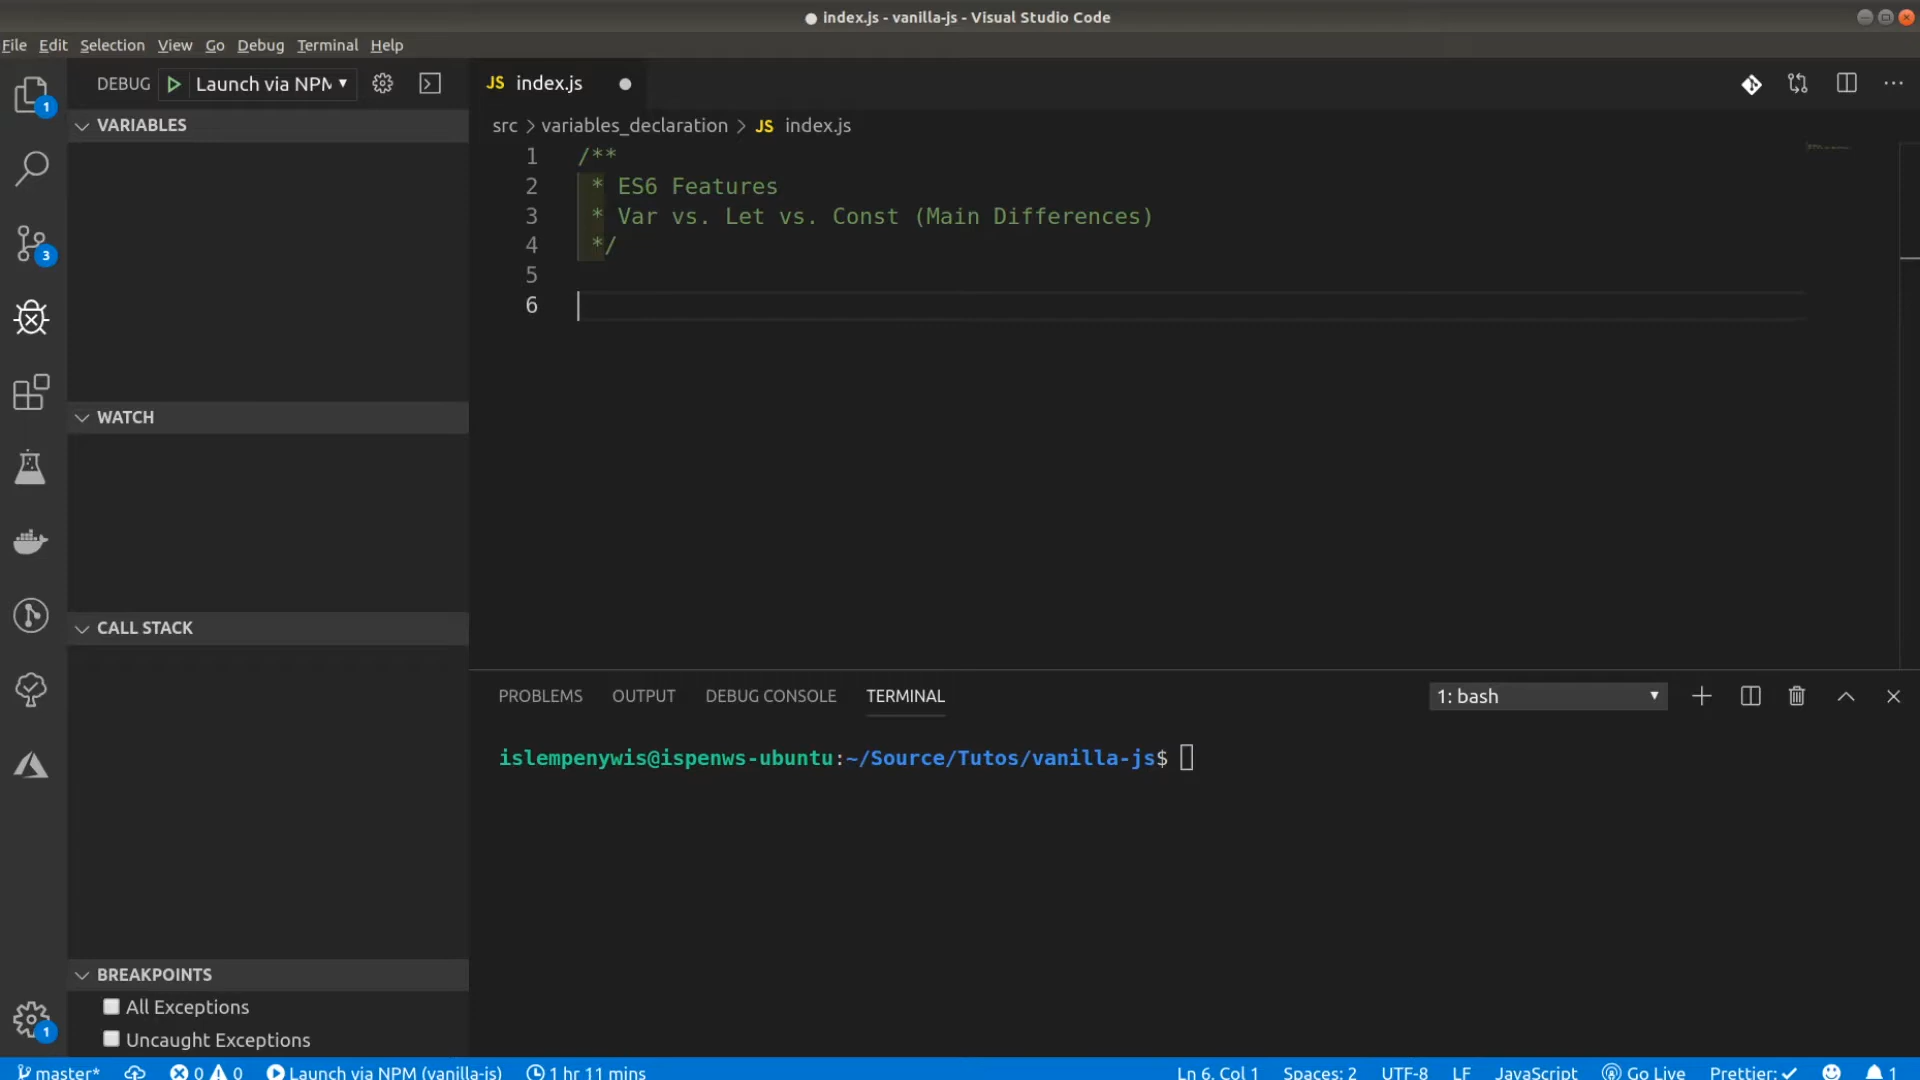 index.js - vanilla-js - Visual Studio Code
File Edit Selection View Go Debug Terminal Help
DEBUG Launch via NPM
JS index.js
VARIABLES
src > variables_declaration > JS index.js
1 /**
2 * ES6 Features
3 * Var vs. Let vs. Const (Main Differences)
4 */
5
6
1
3
WATCH
CALL STACK
PROBLEMS OUTPUT DEBUG CONSOLE TERMINAL 1: bash
islempenywis@ispenws-ubuntu:~/Source/Tutos/vanilla-js$
BREAKPOINTS
All Exceptions
1
Uncaught Exceptions
master* 0 0 Launch via NPM (vanilla-js) 1 hr 11 mins Ln 6, Col 1 Spaces: 2 UTF-8 LF JavaScript Go Live Prettier: ✓ 1